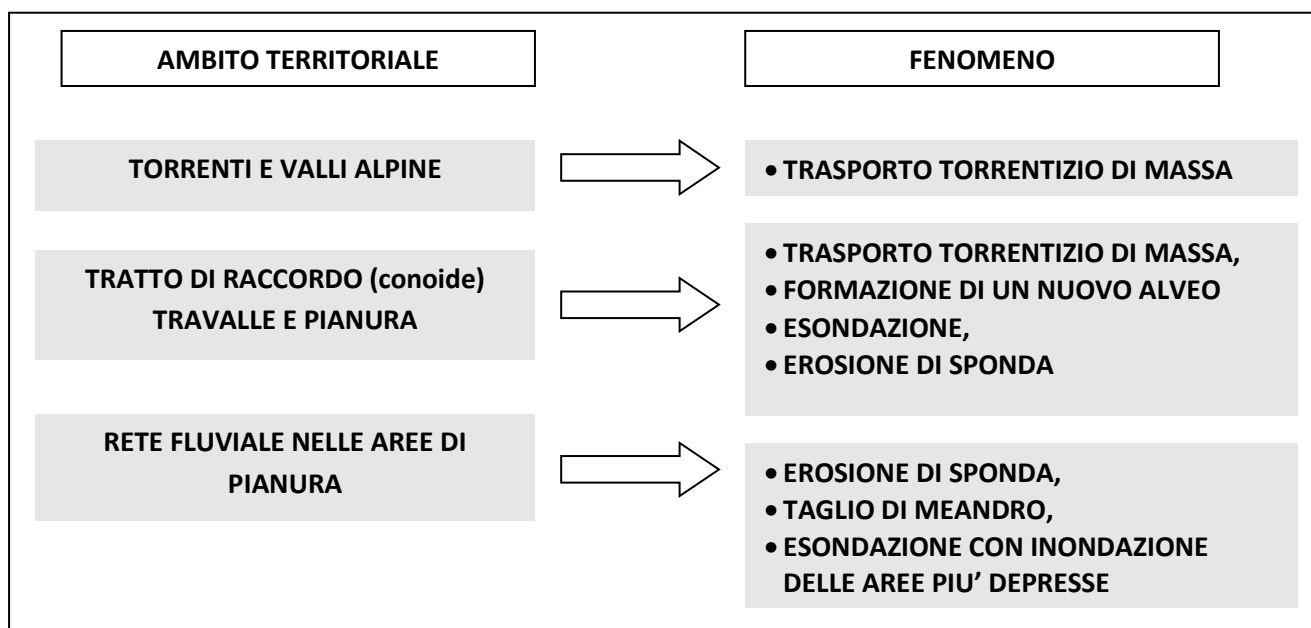 AMBITO TERRITORIALE
FENOMENO
TORRENTI E VALLI ALPINE
• TRASPORTO TORRENTIZIO DI MASSA
TRATTO DI RACCORDO (conoide)
TRAVALLE E PIANURA
• TRASPORTO TORRENTIZIO DI MASSA,
• FORMAZIONE DI UN NUOVO ALVEO
• ESONDAZIONE,
• EROSIONE DI SPONDA
RETE FLUVIALE NELLE AREE DI
PIANURA
• EROSIONE DI SPONDA,
• TAGLIO DI MEANDRO,
• ESONDAZIONE CON INONDAZIONE
DELLE AREE PIU’ DEPRESSE